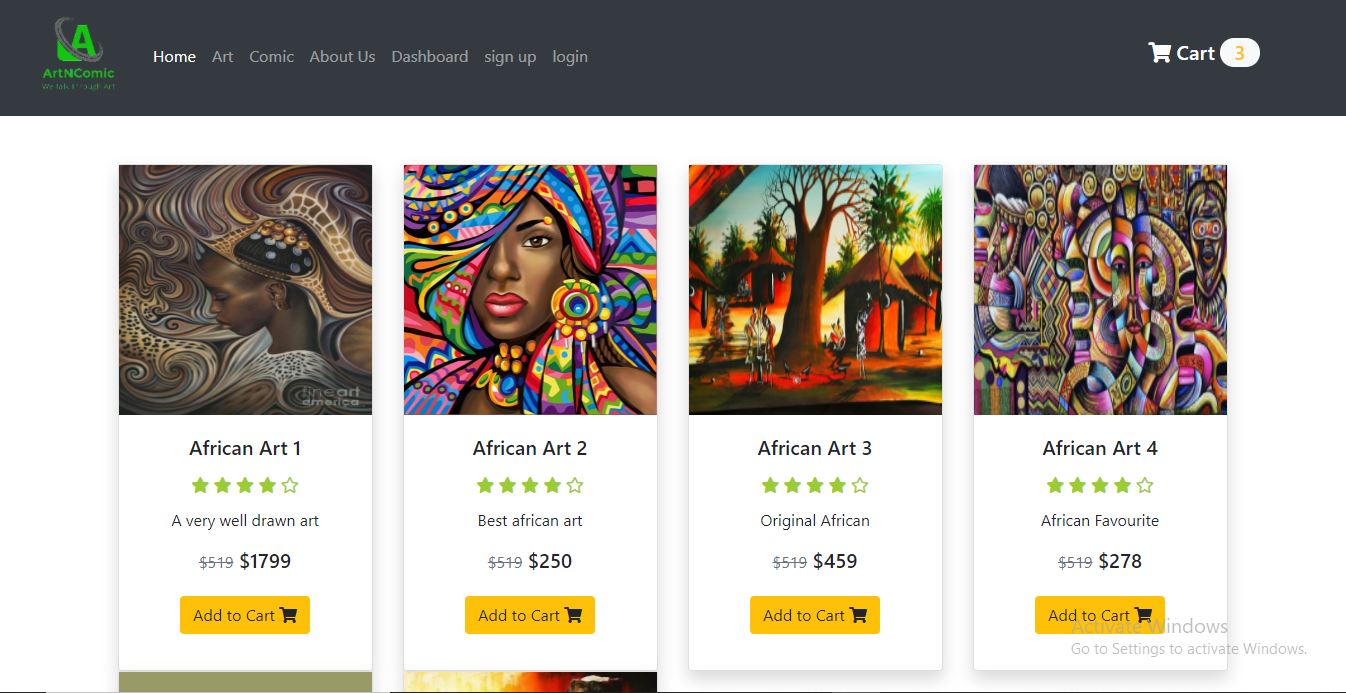 ArtNComic
We Talk Through Art
Home Art Comic About Us Dashboard sign up login
Cart 3
fineart
america
African Art 1
A very well drawn art
$519 $1799
Add to Cart
African Art 2
Best african art
$519 $250
Add to Cart
African Art 3
Original African
$519 $459
Add to Cart
African Art 4
African Favourite
$519 $278
Add to Cart
Activate Windows
Go to Settings to activate Windows.